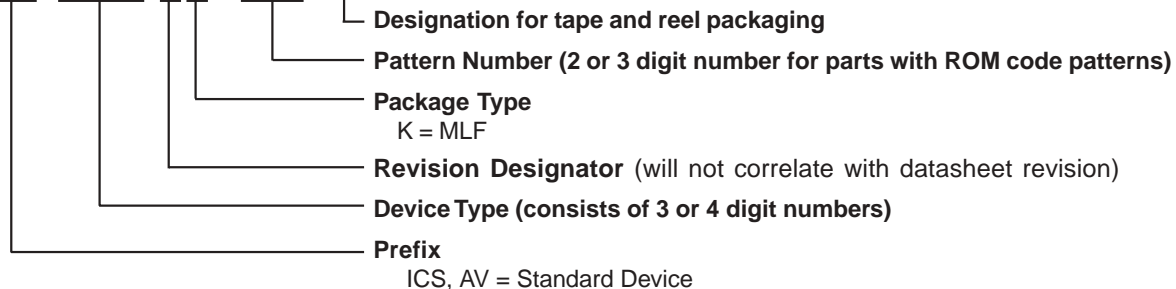 Designation for tape and reel packaging
Pattern Number (2 or 3 digit number for parts with ROM code patterns)
Package Type
K = MLF
Revision Designator (will not correlate with datasheet revision)
Device Type (consists of 3 or 4 digit numbers)
Prefix
ICS, AV = Standard Device